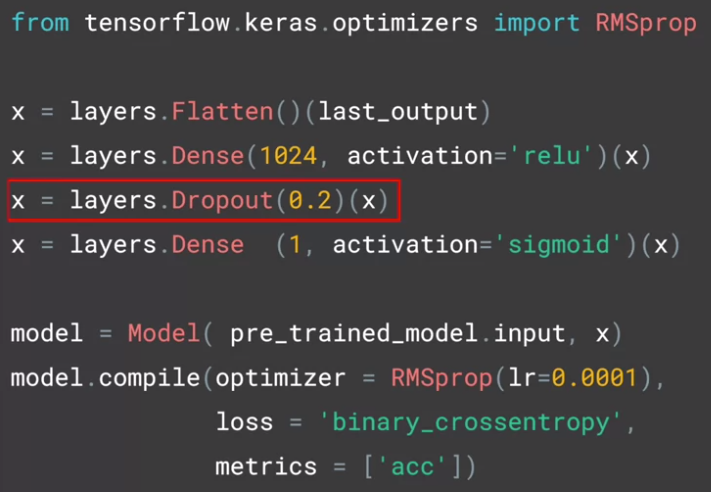 from tensorflow.keras.optimizers import RMSprop
x = layers.Flatten()(last_output)
x = layers.Dense(1024, activation='relu')(x)
x = layers.Dropout(0.2)(x)
x = layers.Dense  (1, activation='sigmoid')(x)
model = Model( pre_trained_model.input, x)
model.compile(optimizer = RMSprop(lr=0.0001),
              loss = 'binary_crossentropy',
              metrics = ['acc'])